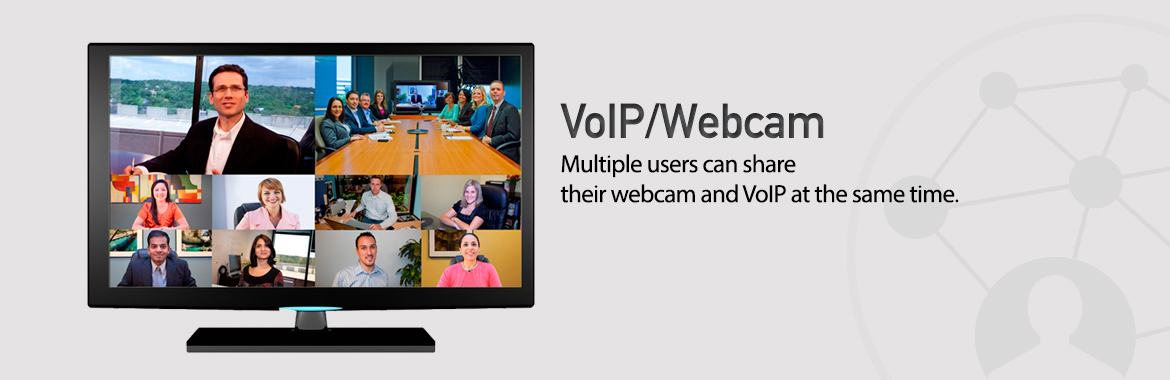 VoIP/Webcam
Multiple users can share
their webcam and VoIP at the same time.